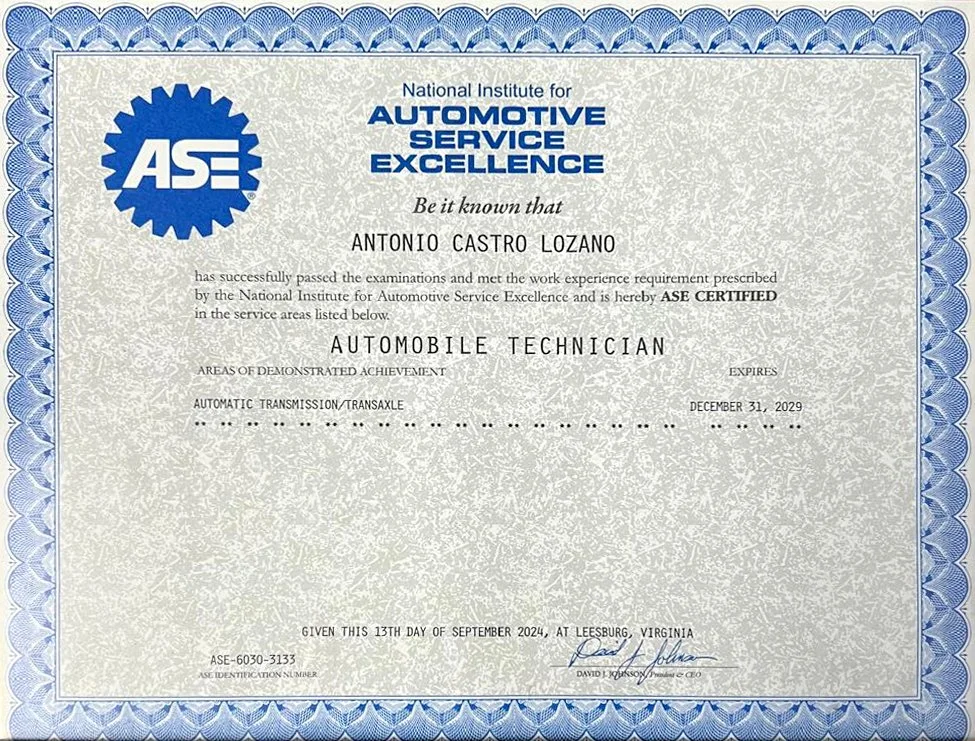 National Institute for
AUTOMOTIVE
SERVICE
EXCELLENCE
ASE
®
Be it known that
ANTONIO CASTRO LOZANO
has successfully passed the examinations and met the work experience requirement prescribed
by the National Institute for Automotive Service Excellence and is hereby ASE CERTIFIED
in the service areas listed below.
AUTOMOBILE TECHNICIAN
AREAS OF DEMONSTRATED ACHIEVEMENT EXPIRES
AUTOMATIC TRANSMISSION/TRANSAXLE DECEMBER 31, 2029
GIVEN THIS 13TH DAY OF SEPTEMBER 2024, AT LEESBURG, VIRGINIA
David J. Johnson
ASE-6030-3133
ASE IDENTIFICATION NUMBER
DAVID J. JOHNSON, President & CEO